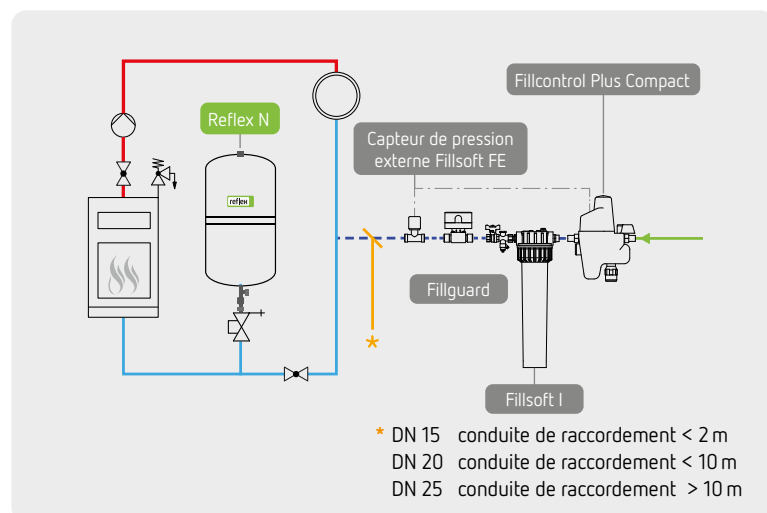 Fillcontrol Plus Compact
Reflex N
Capteur de pression
externe Fillsoft FE
reflex
Fillguard
*
Fillsoft I
* DN 15 conduite de raccordement < 2 m
DN 20 conduite de raccordement < 10 m
DN 25 conduite de raccordement > 10 m